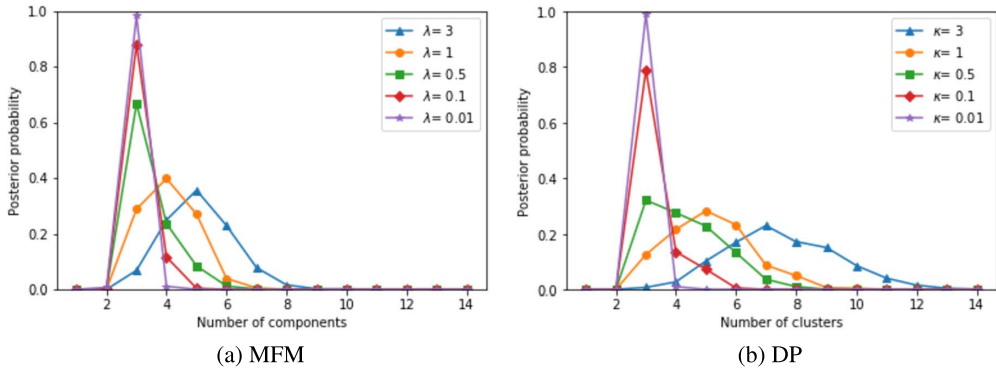 1.0
0.8
0.6
0.4
0.2
0.0
Posterior probability
2 4 6 8 10 12 14
Number of components
λ= 3
λ= 1
λ= 0.5
λ= 0.1
λ= 0.01
(a) MFM
1.0
0.8
0.6
0.4
0.2
0.0
Posterior probability
2 4 6 8 10 12 14
Number of clusters
κ= 3
κ= 1
κ= 0.5
κ= 0.1
κ= 0.01
(b) DP